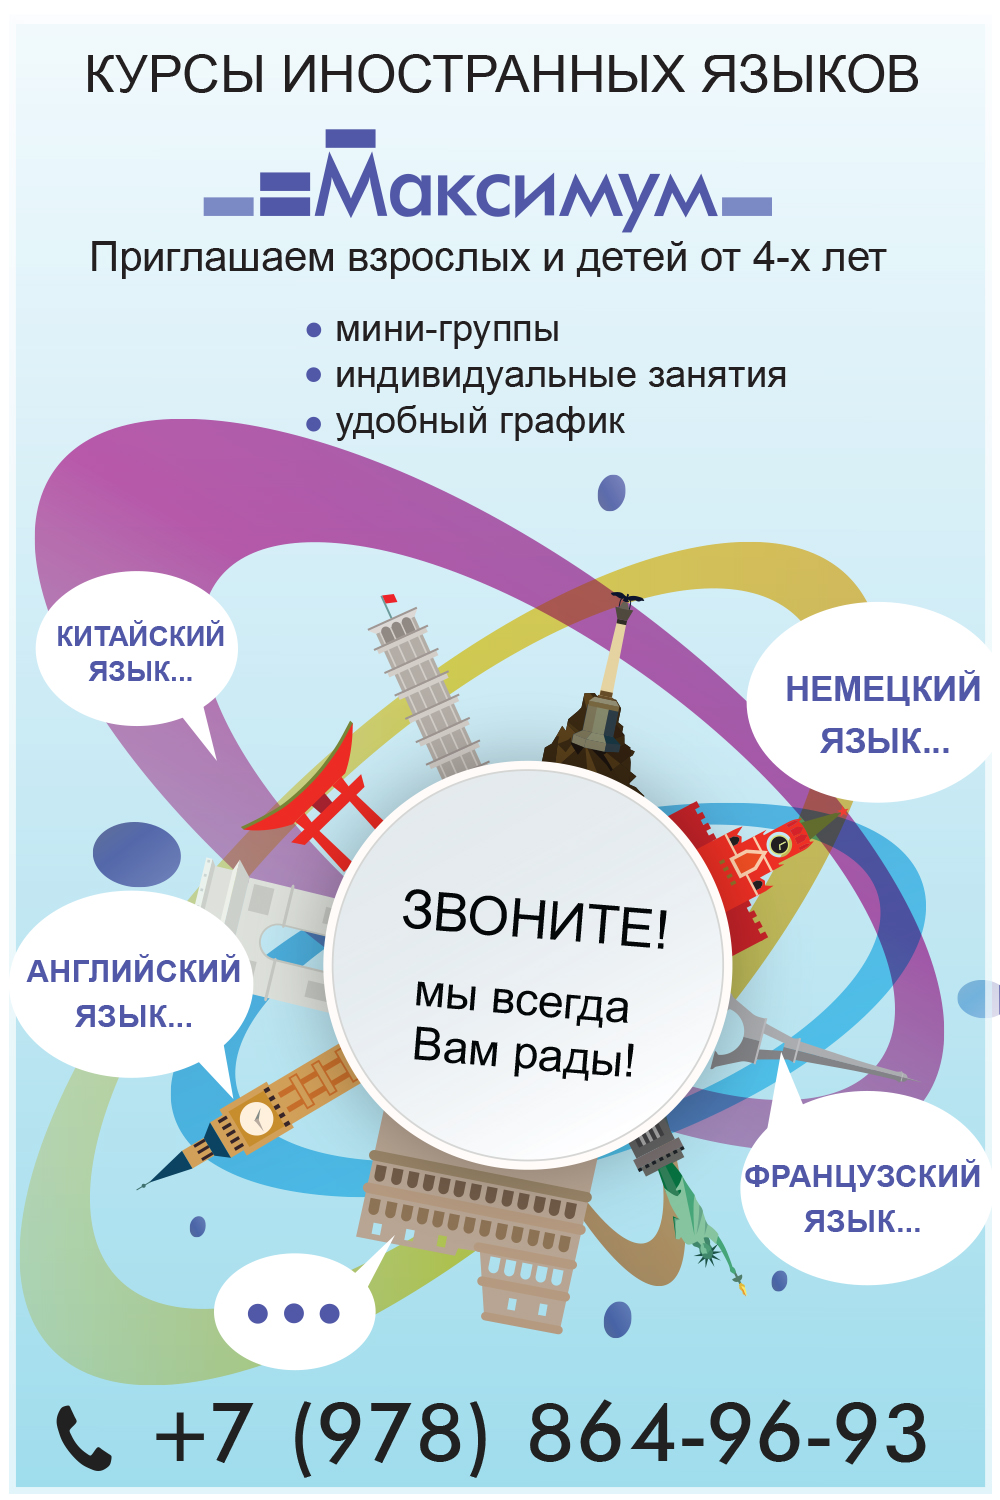 КУРСЫ ИНОСТРАННЫХ ЯЗЫКОВ
Максимум
Приглашаем взрослых и детей от 4-х лет
• мини-группы
• индивидуальные занятия
• удобный график
КИТАЙСКИЙ
ЯЗЫК...
НЕМЕЦКИЙ
ЯЗЫК...
ЗВОНИТЕ!
мы всегда
Вам рады!
АНГЛИЙСКИЙ
ЯЗЫК...
ФРАНЦУЗСКИЙ
ЯЗЫК...
...
+7 (978) 864-96-93